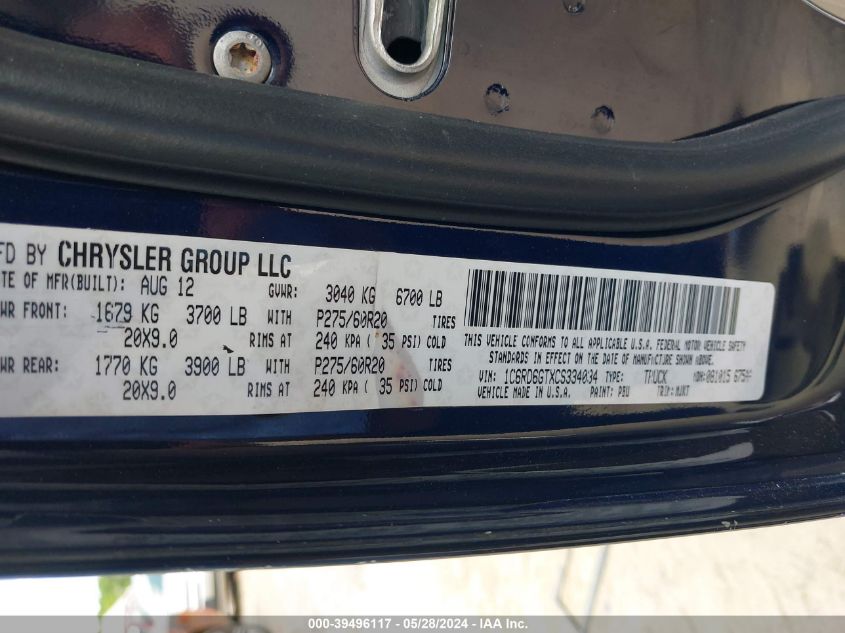 FD BY CHRYSLER GROUP LLC
TE OF MFR(BUILT): AUG 12 GVWR: 3040 KG 6700 LB
WR FRONT: 1679 KG 3700 LB WITH P275/60R20 TIRES
20X9.0 RIMS AT 240 KPA ( 35 PSI) COLD
WR REAR: 1770 KG 3900 LB WITH P275/60R20 TIRES
20X9.0 RIMS AT 240 KPA ( 35 PSI) COLD
THIS VEHICLE CONFORMS TO ALL APPLICABLE U.S.A. FEDERAL MOTOR VEHICLE SAFETY
STANDARDS IN EFFECT ON THE DATE OF MANUFACTURE SHOWN ABOVE.
VIN: 1C6RD6GTXCS334034 TYPE: TRUCK MDH: 081015
VEHICLE MADE IN U.S.A. PAINT: PBU TRIM:
000-39496117 - 05/28/2024 - IAA Inc.